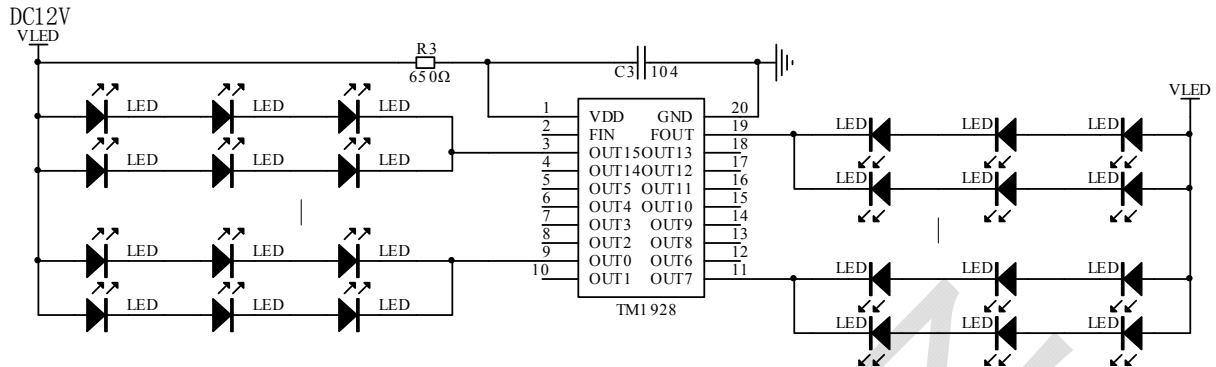 DC12V
VLED
R3
650Ω
C3 104
VLED
LED LED LED
LED LED LED
1 VDD GND 20
2 FIN FOUT 19
3 OUT15 OUT13 18
4 OUT14 OUT12 17
5 OUT5 OUT11 16
6 OUT4 OUT10 15
7 OUT3 OUT9 14
8 OUT2 OUT8 13
9 OUT0 OUT6 12
10 OUT1 OUT7 11
TM1928
LED LED LED
LED LED LED
LED LED LED
LED LED LED
LED LED LED
LED LED LED